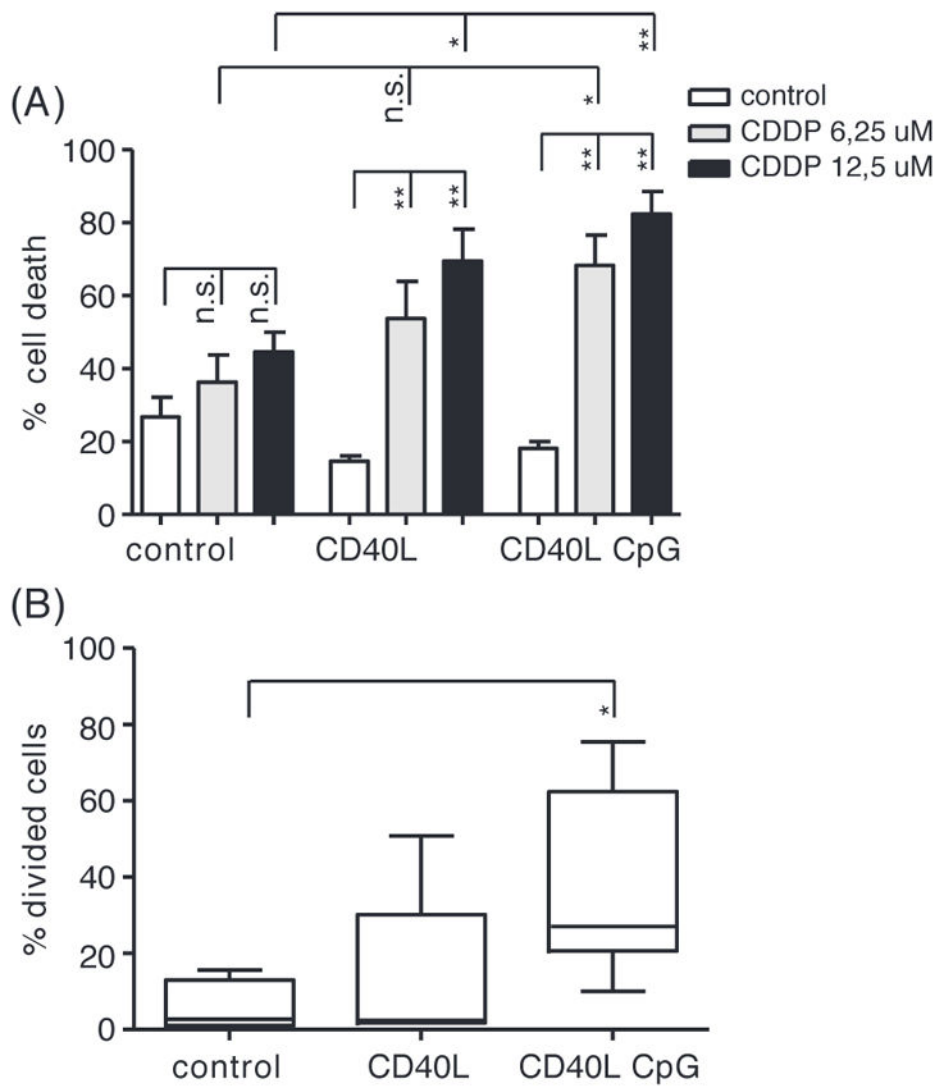 * **
n.s. *
(A)
control
CDDP 6,25 uM
CDDP 12,5 uM
% cell death
100
80
60
40
20
0
n.s. n.s.
** **
** **
control CD40L CD40L CpG
(B)
% divided cells
100
80
60
40
20
0
*
control CD40L CD40L CpG